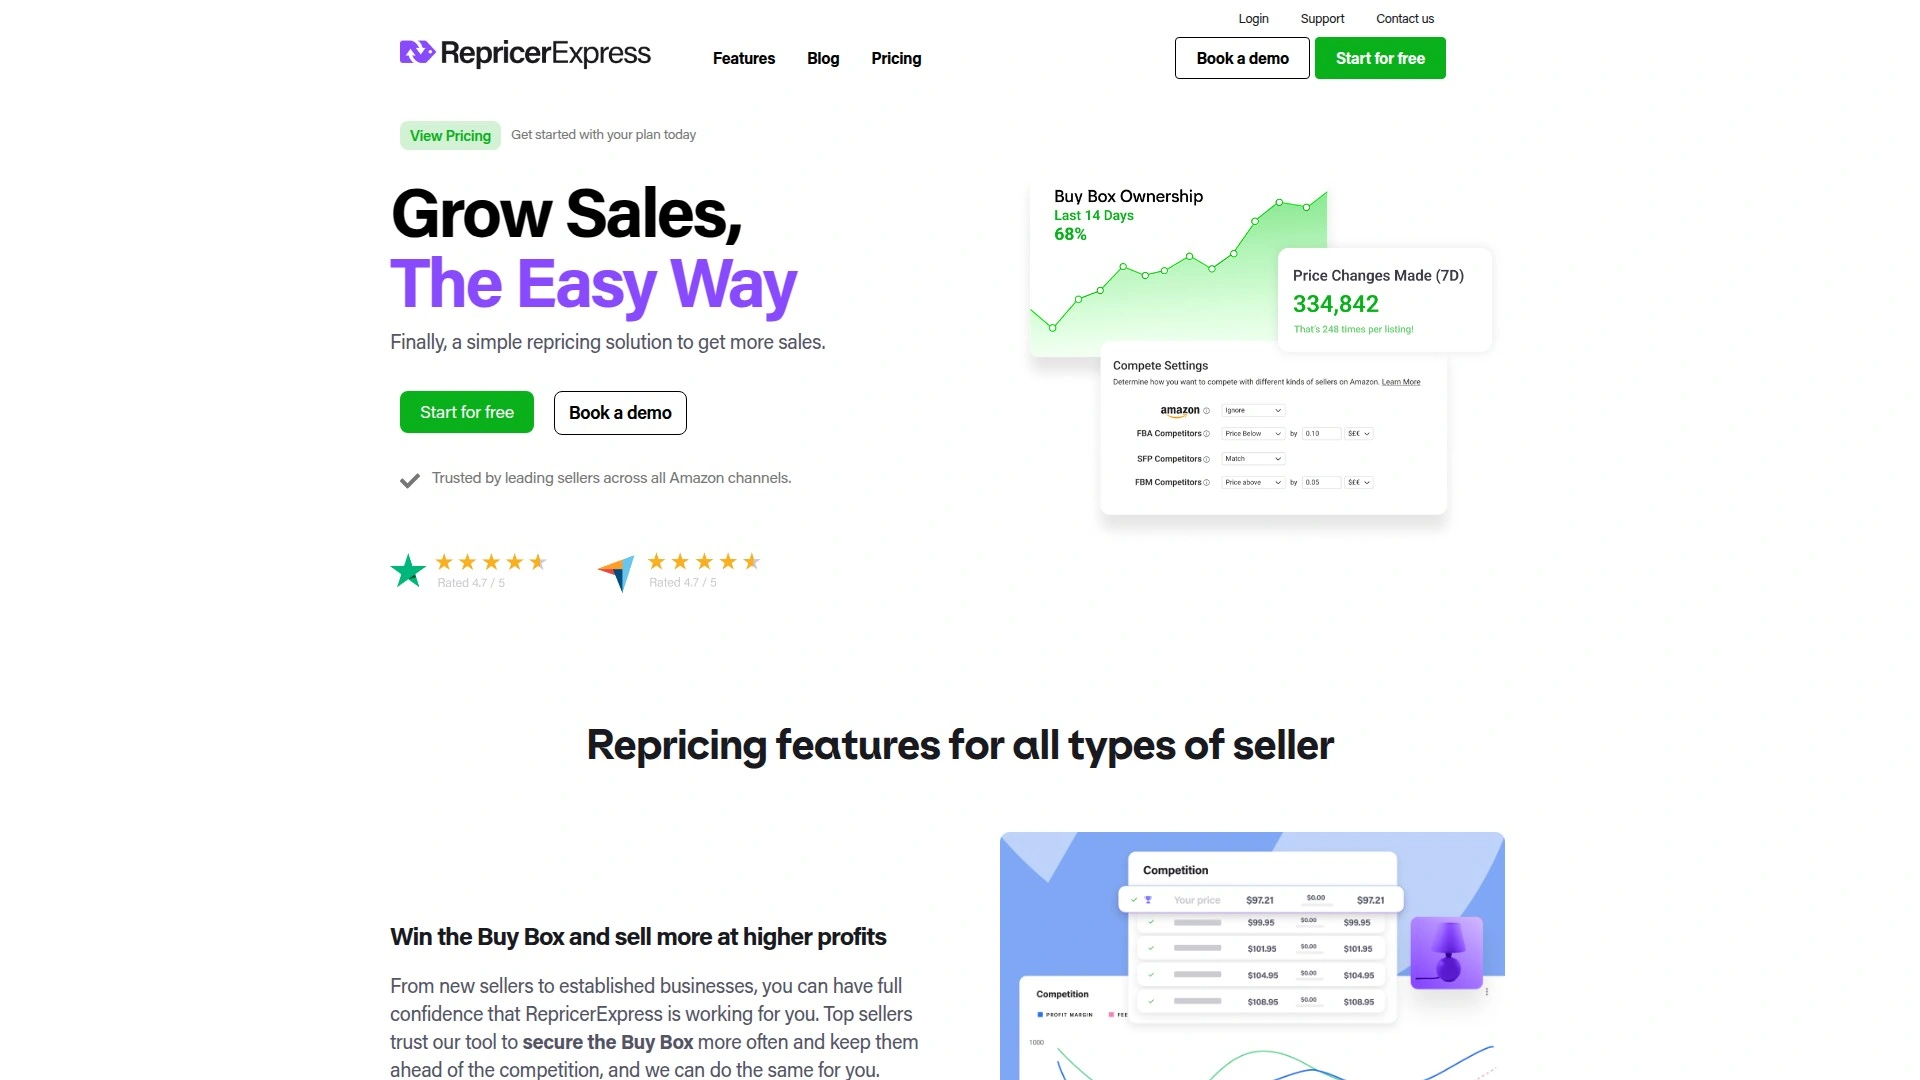 Login Support Contact us
RepricerExpress Features Blog Pricing Book a demo Start for free
View Pricing Get started with your plan today
Grow Sales,
The Easy Way
Finally, a simple repricing solution to get more sales.
Start for free Book a demo
Trusted by leading sellers across all Amazon channels.
Rated 4.7 / 5 Rated 4.7 / 5
Buy Box Ownership
Last 14 Days
68%
Price Changes Made (7D)
334,842
That's 248 times per listing!
Compete Settings
Determine how you want to compete with different kinds of sellers on Amazon. Learn More
amazon Ignore
FBA Competitors Price Below by 0.10 $££
SFP Competitors Match
FBM Competitors Price above by 0.05 $££
Repricing features for all types of seller
Win the Buy Box and sell more at higher profits
From new sellers to established businesses, you can have full
confidence that RepricerExpress is working for you. Top sellers
trust our tool to secure the Buy Box more often and keep them
ahead of the competition, and we can do the same for you.
Competition
Your price $97.21 $0.00 $97.21
$99.95 $0.00 $99.95
$101.95 $0.00 $101.95
$104.95 $0.00 $104.95
$108.95 $0.00 $108.95
Competition
PROFIT MARGIN FEE
1000